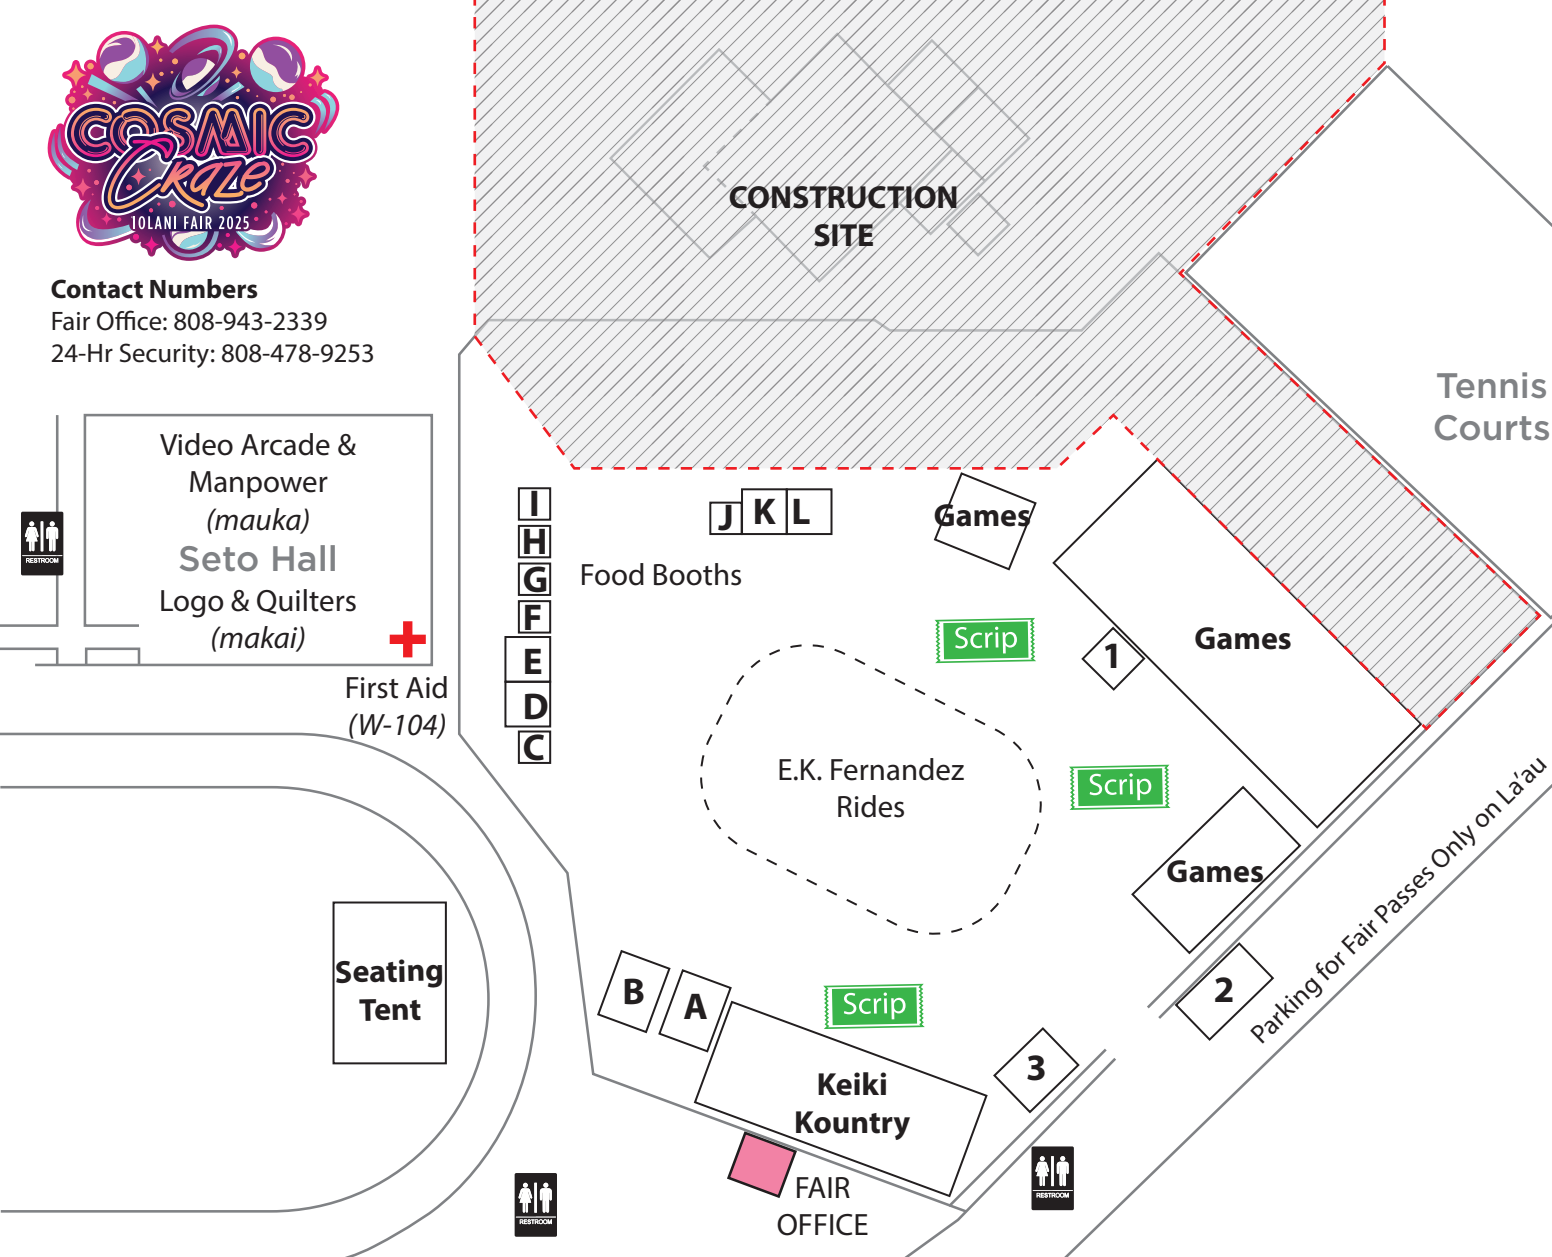 COSMIC
CRAZE
IOLANI FAIR 2025
Contact Numbers
Fair Office: 808-943-2339
24-Hr Security: 808-478-9253
CONSTRUCTION
SITE
Tennis
Courts
Video Arcade &
Manpower
(mauka)
Seto Hall
Logo & Quilters
(makai)
RESTROOM
First Aid
(W-104)
I
H
G
F
E
D
C
J
K
L
Food Booths
Games
Scrip
1
Games
E.K. Fernandez
Rides
Scrip
Games
Parking for Fair Passes Only on La'au
Seating
Tent
B
A
Scrip
2
3
Keiki
Kountry
FAIR
OFFICE
RESTROOM
RESTROOM